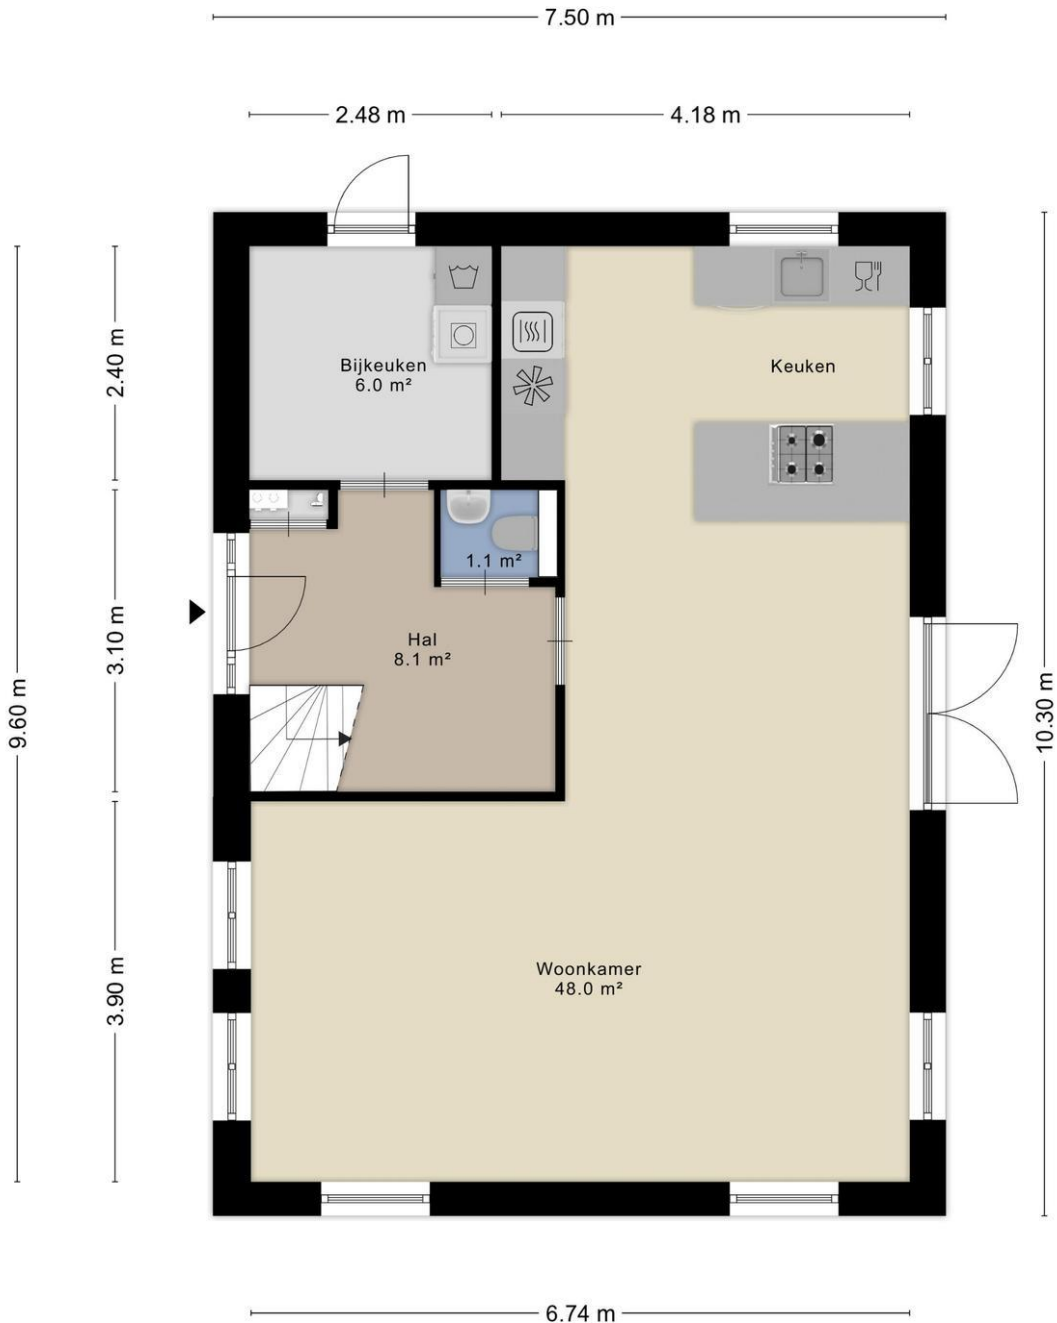 7.50 m
2.48 m
4.18 m
2.40 m
Bijkeuken
6.0 m²
Keuken
1.1 m²
3.10 m
Hal
8.1 m²
9.60 m
10.30 m
3.90 m
Woonkamer
48.0 m²
6.74 m